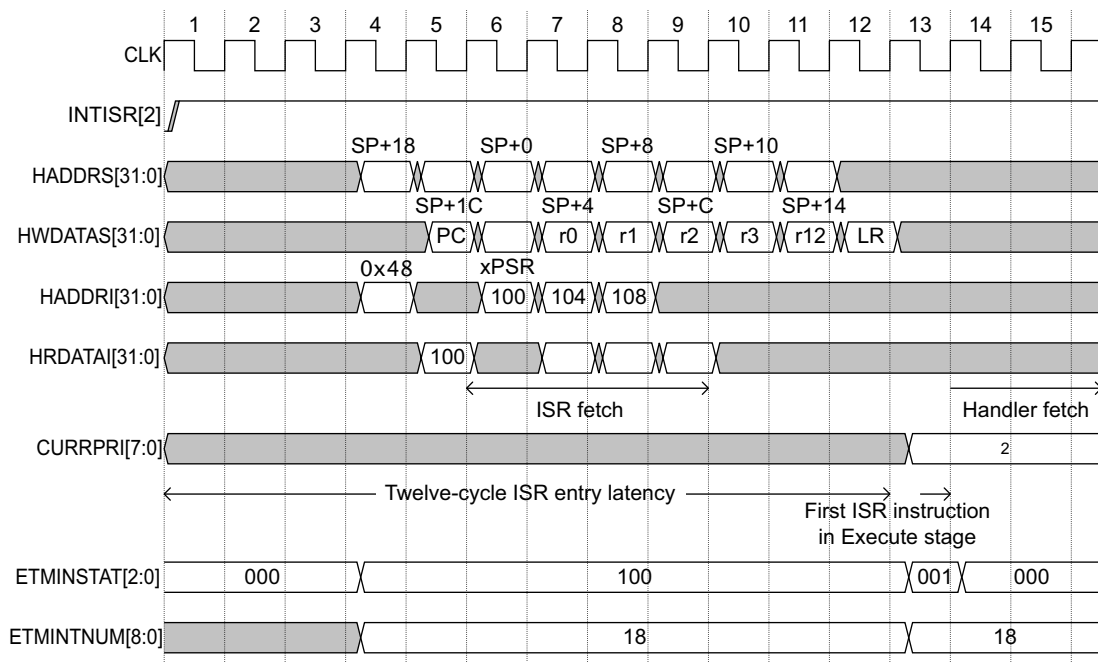 1 2 3 4 5 6 7 8 9 10 11 12 13 14 15
CLK
INTISR[2]
SP+18 SP+0 SP+8 SP+10
HADDRS[31:0]
SP+1C SP+4 SP+C SP+14
HWDATAS[31:0] PC r0 r1 r2 r3 r12 LR
0x48 xPSR
HADDRI[31:0] 100 104 108
HRDATAI[31:0] 100
ISR fetch Handler fetch
CURRPRI[7:0] 2
Twelve-cycle ISR entry latency
First ISR instruction
in Execute stage
ETMINSTAT[2:0] 000 100 001 000
ETMINTNUM[8:0] 18 18